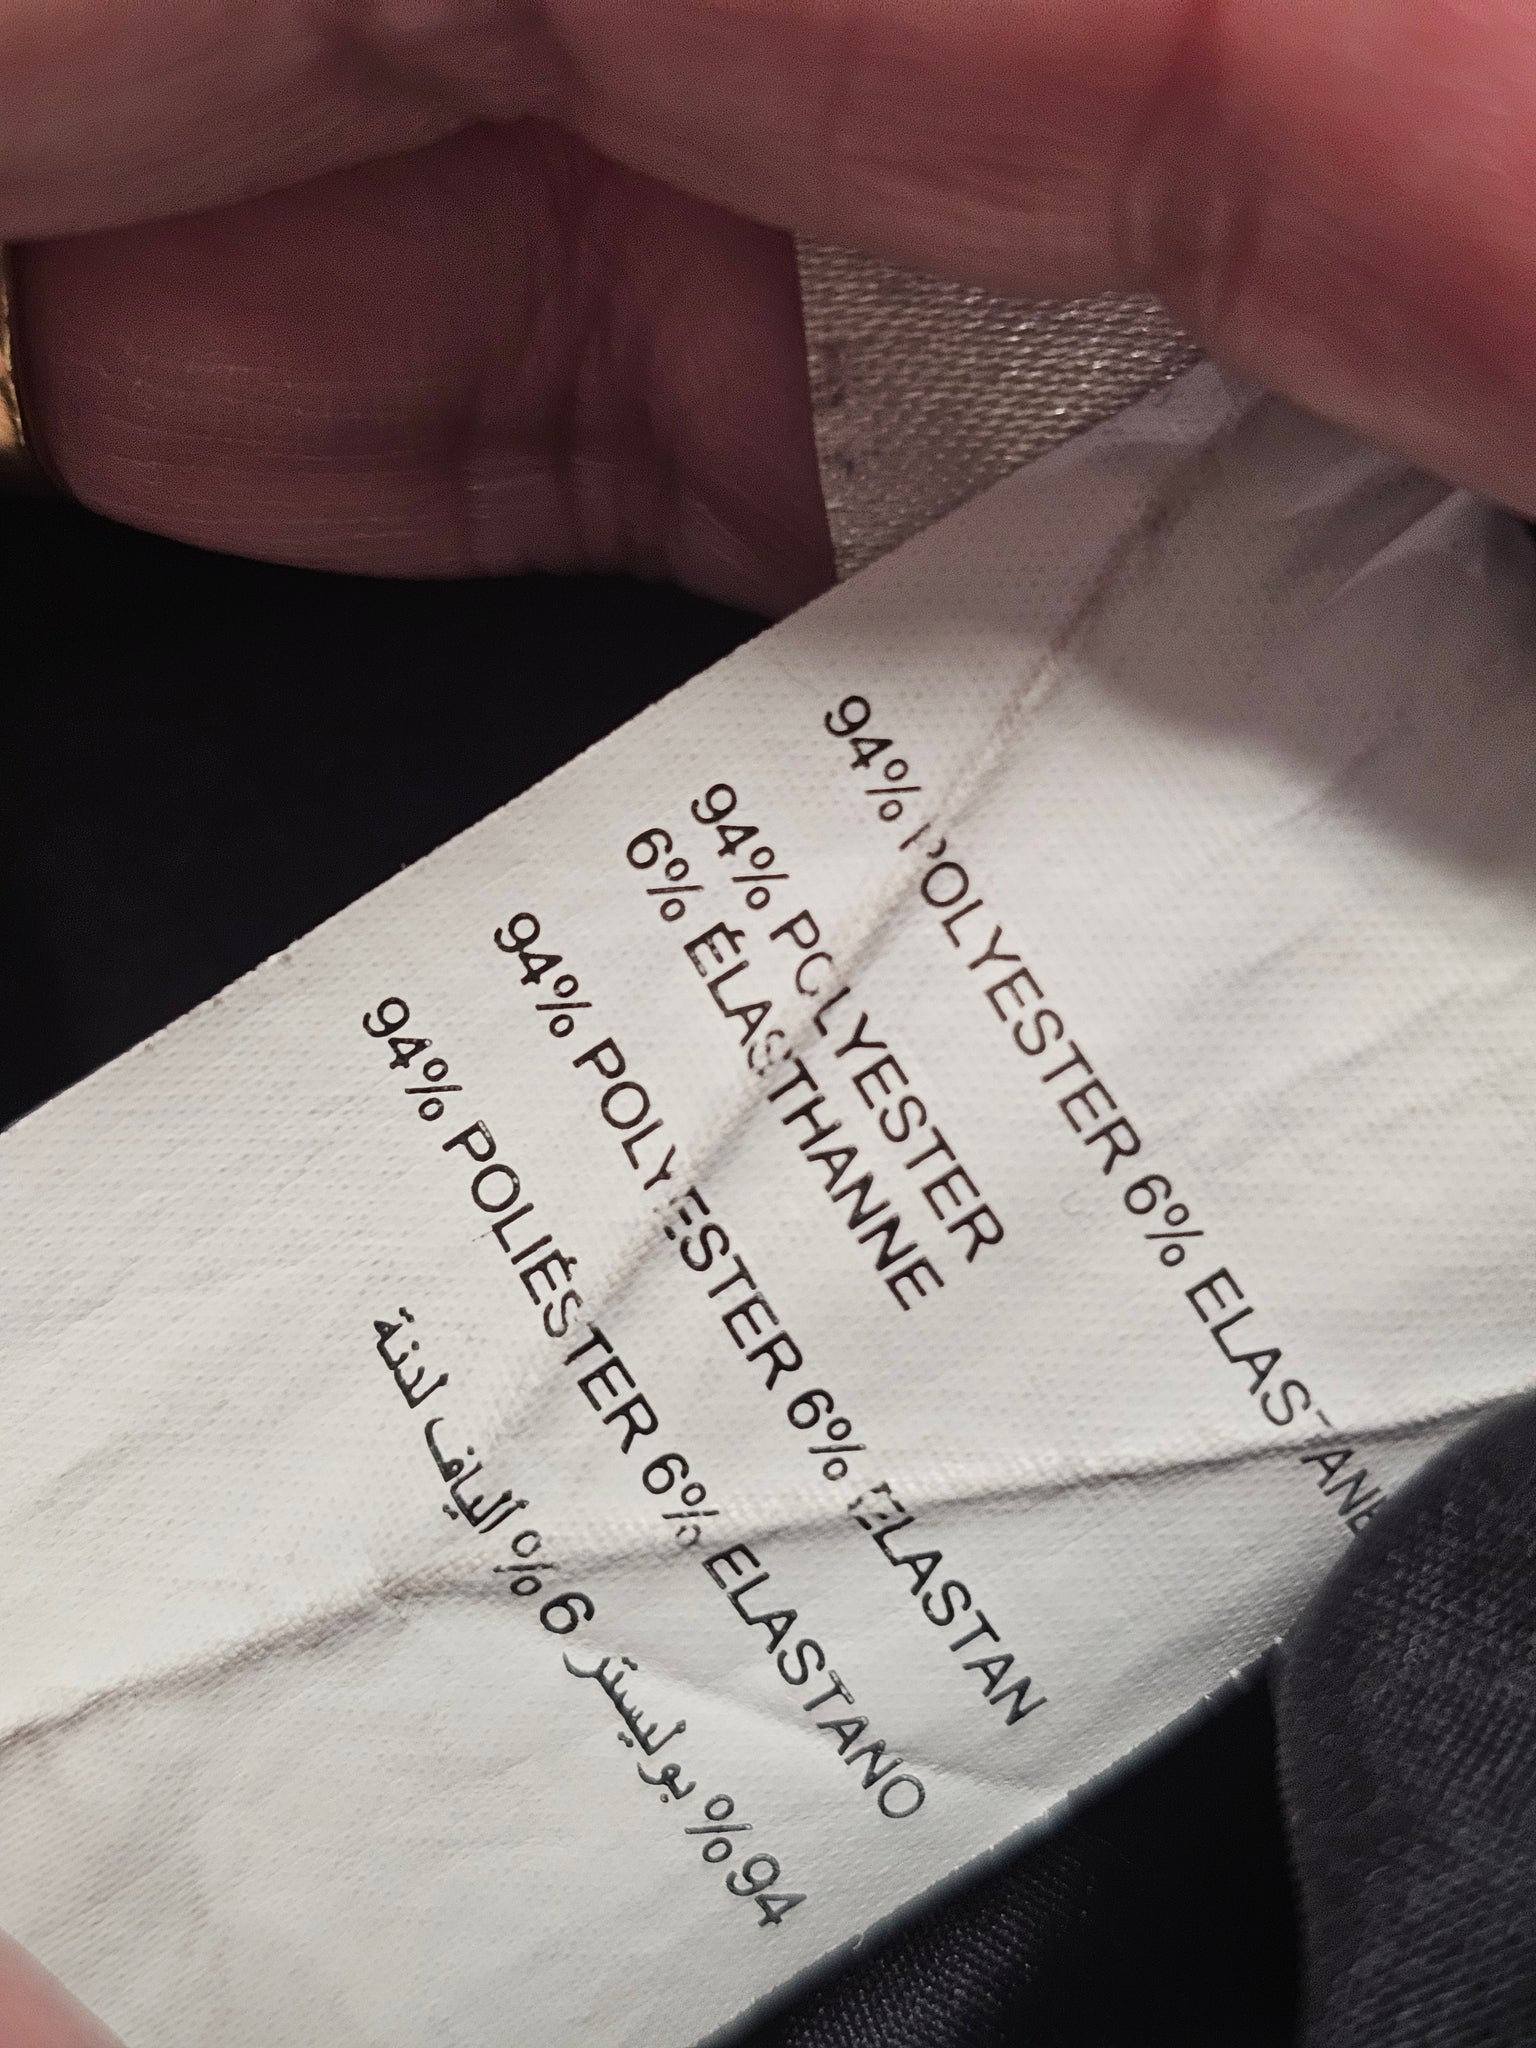 94% POLYESTER 6% ELASTANE
94% POLYESTER
6% ÉLASTHANNE
94% POLYESTER 6% ELASTAN
94% POLIÉSTER 6% ELASTANO
94% بوليستر 6% ألياف لدنة